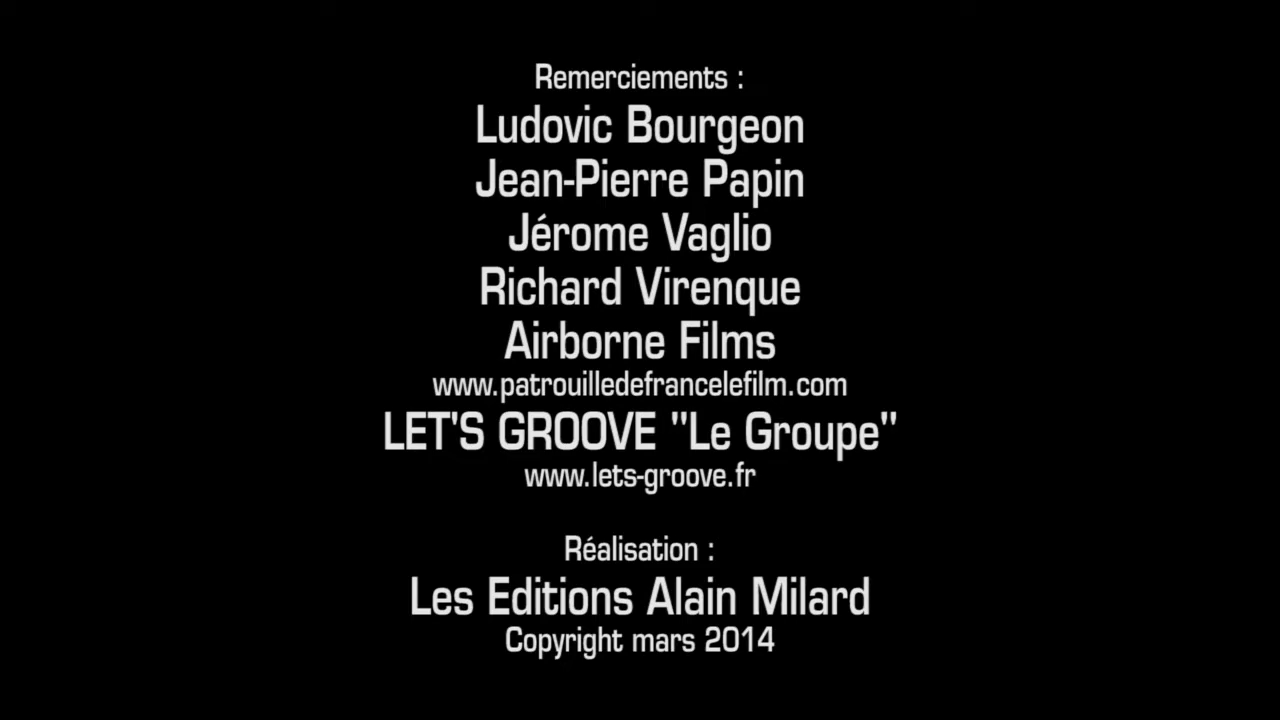 Remerciements :
Ludovic Bourgeon
Jean-Pierre Papin
Jérome Vaglio
Richard Virenque
Airborne Films
www.patrouilledefrancelefilm.com
LET'S GROOVE "Le Groupe"
www.lets-groove.fr
Réalisation :
Les Editions Alain Milard
Copyright mars 2014